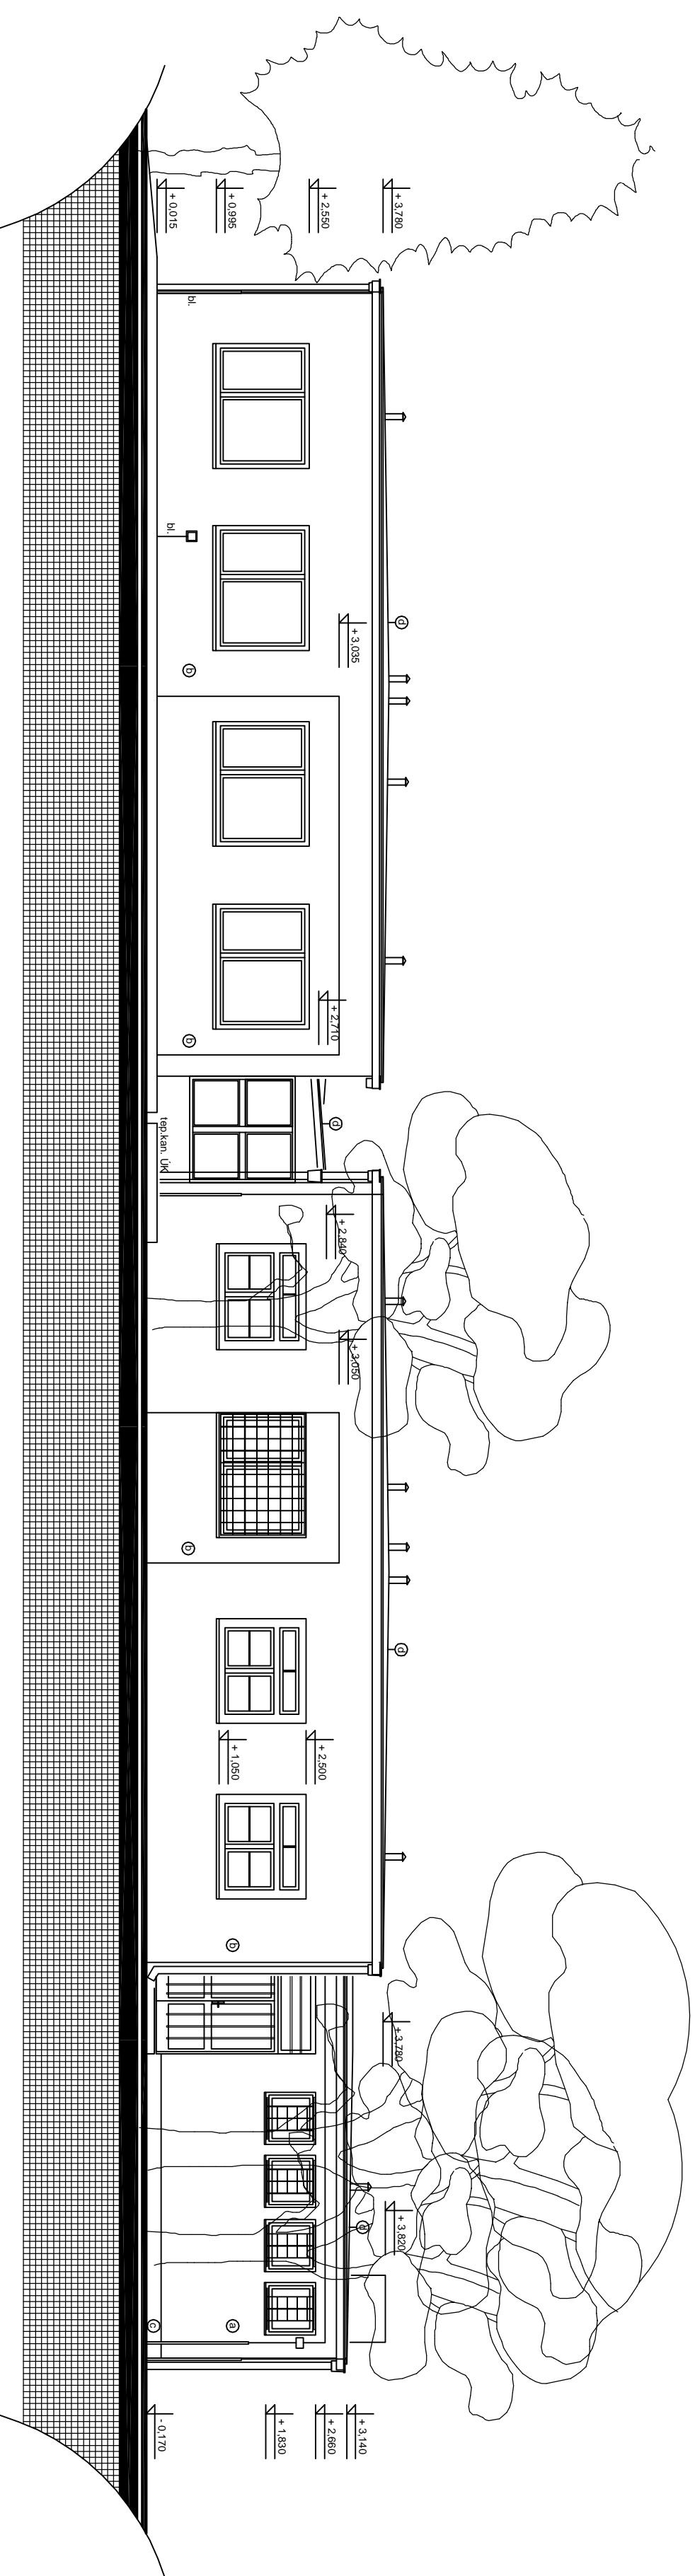 + 0,015
+ 0,995
+ 2,550
+ 3,780
bl.
bl.
d
+ 3,035
b
+ 2,710
b
d
tep.kan. ÚK
+ 2,840
+ 3,050
b
d
+ 2,500
+ 1,050
b
+ 3,780
+ 3,820
d
a
c
- 0,170
+ 1,830
+ 2,660
+ 3,140